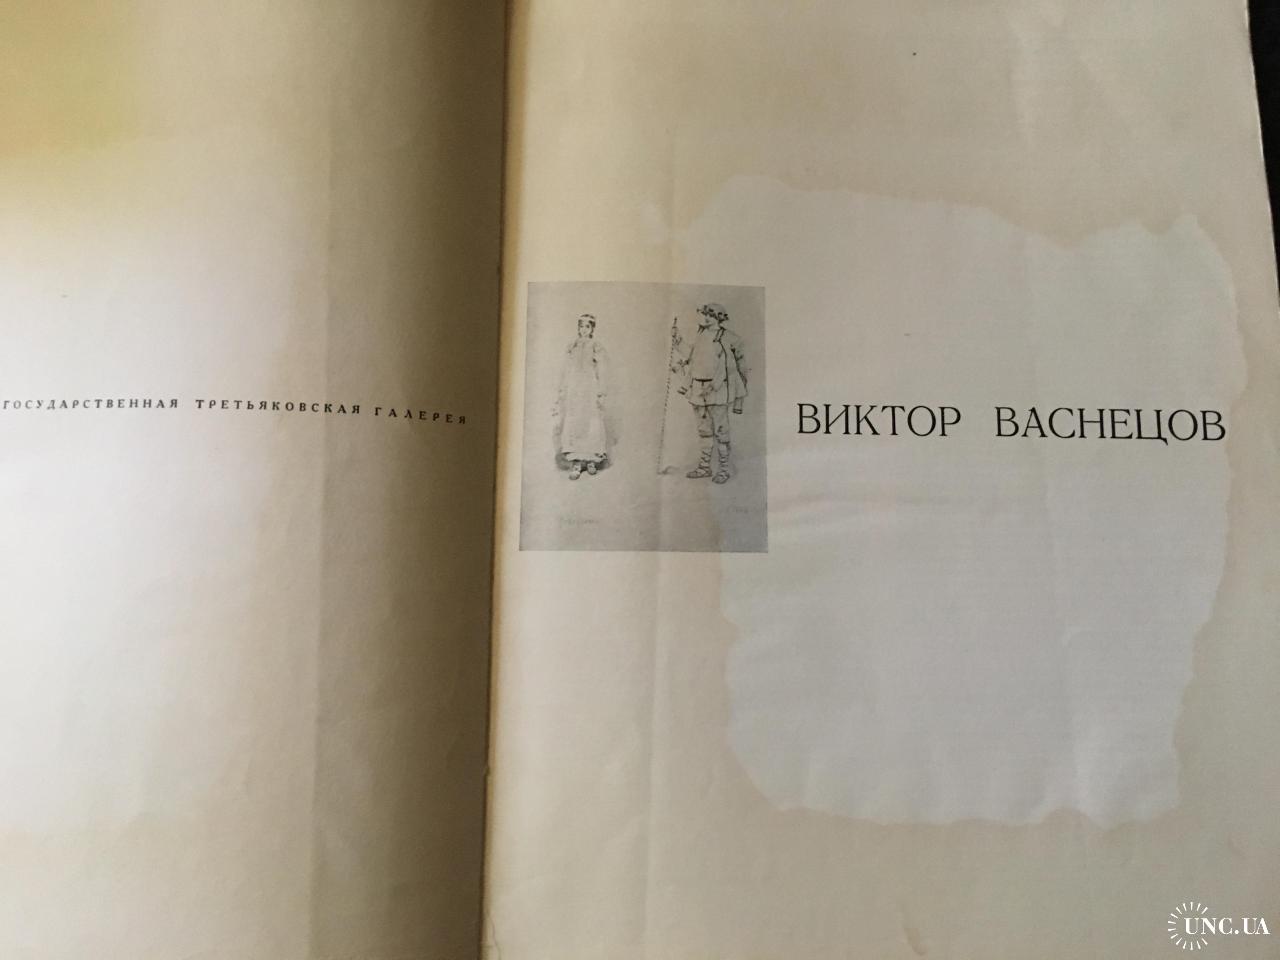 ГОСУДАРСТВЕННАЯ ТРЕТЬЯКОВСКАЯ ГАЛЕРЕЯ
ВИКТОР ВАСНЕЦОВ
UNC.UA